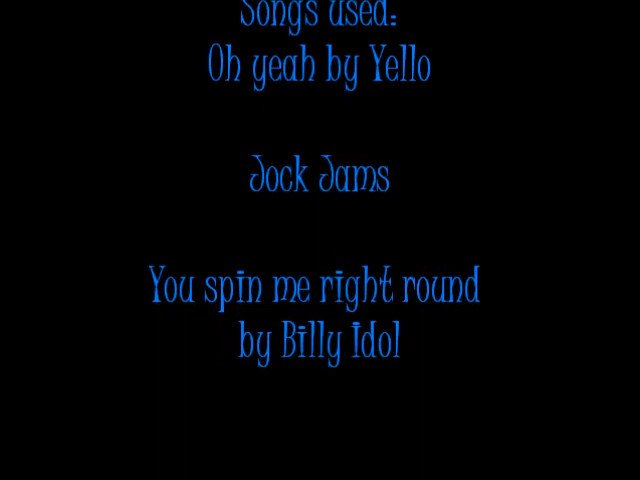 Songs used:
Oh yeah by Yello
Jock Jams
You spin me right round
by Billy Idol